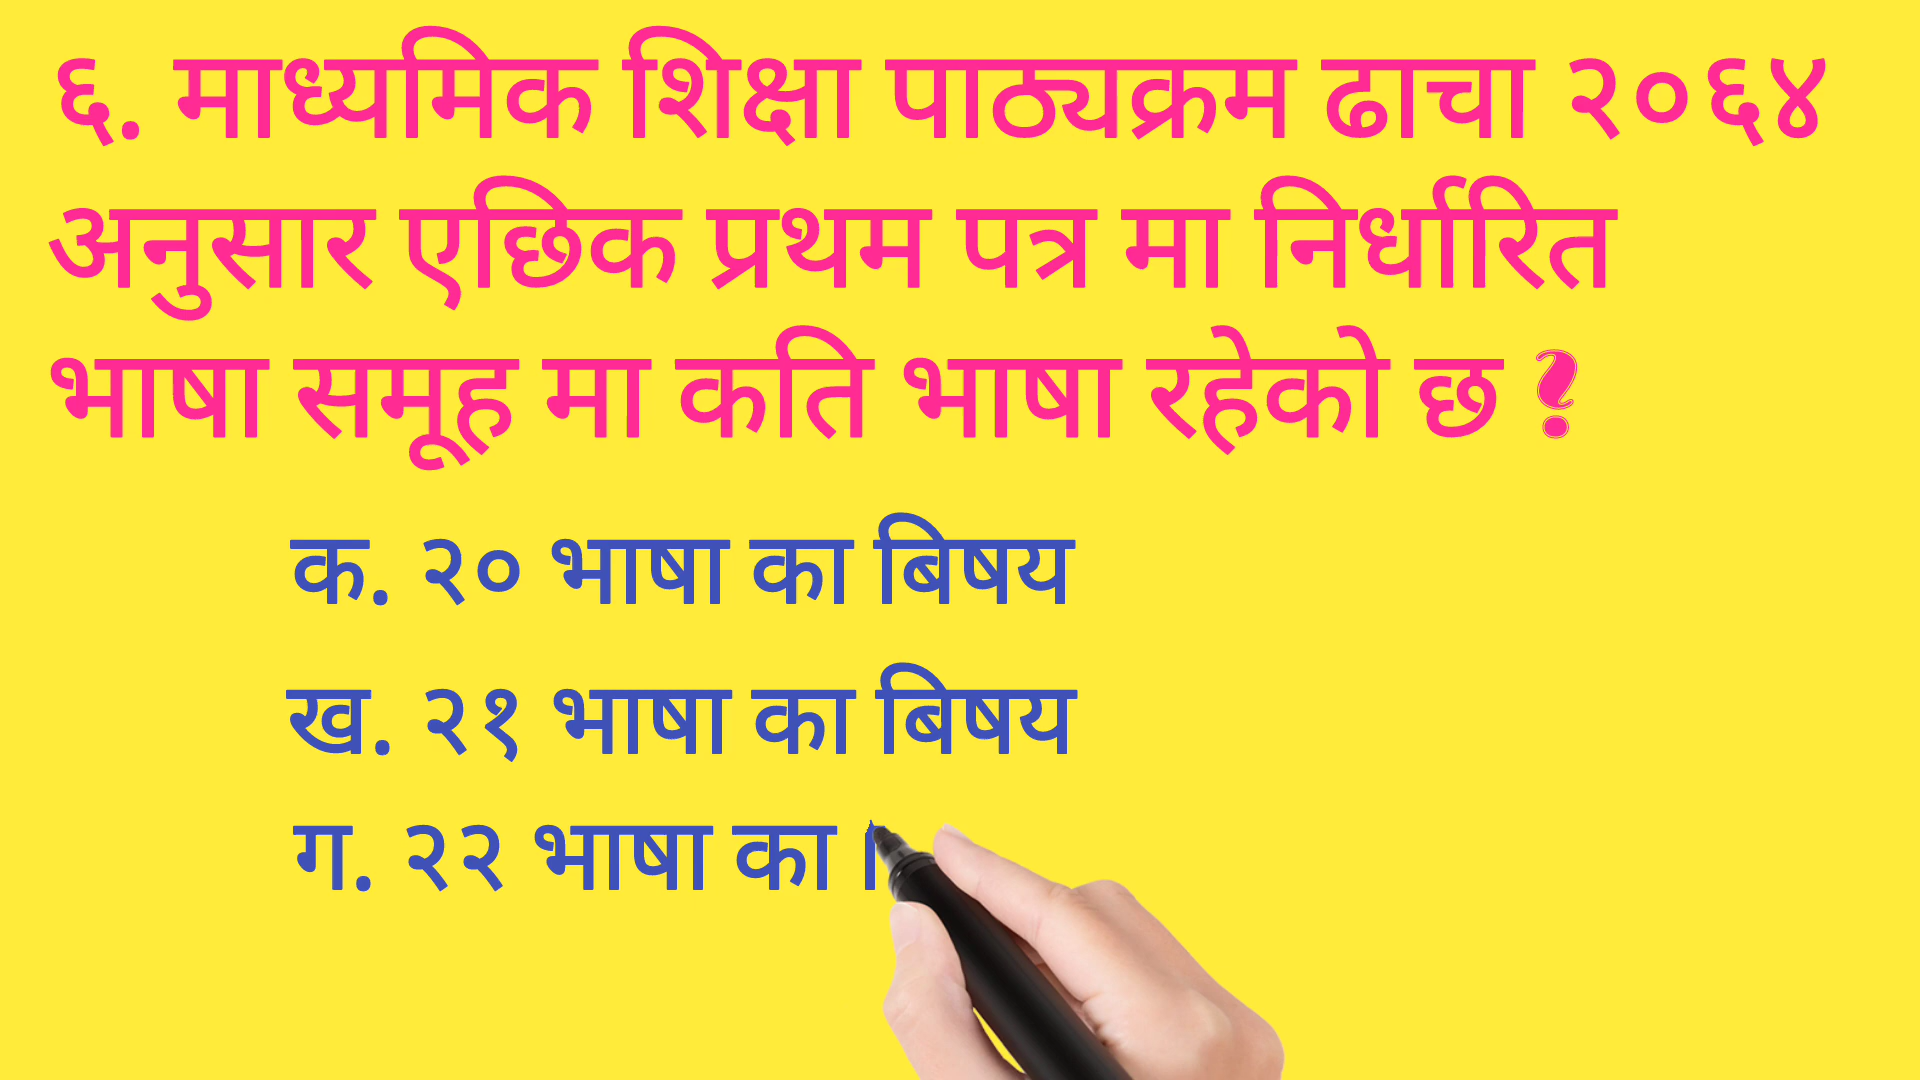 ६. माध्यमिक शिक्षा पाठ्यक्रम ढाचा २०६४
अनुसार एछिक प्रथम पत्र मा निर्धारित
भाषा समूह मा कति भाषा रहेको छ ?
क. २० भाषा का बिषय
ख. २१ भाषा का बिषय
ग. २२ भाषा का